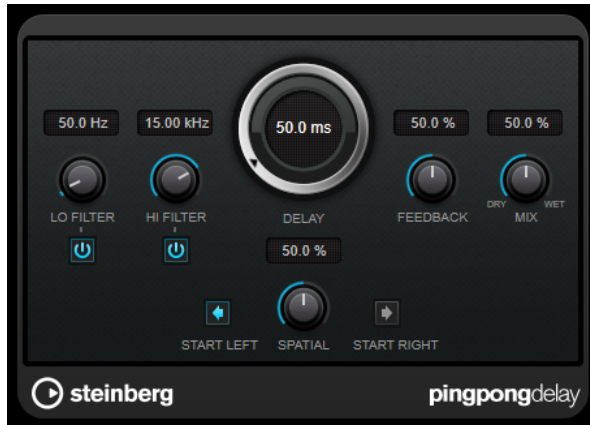 50.0 Hz 15.00 kHz 50.0 ms 50.0 % 50.0 %
DRY WET
LO FILTER HI FILTER DELAY FEEDBACK MIX
50.0 %
START LEFT SPATIAL START RIGHT
steinberg pingpongdelay